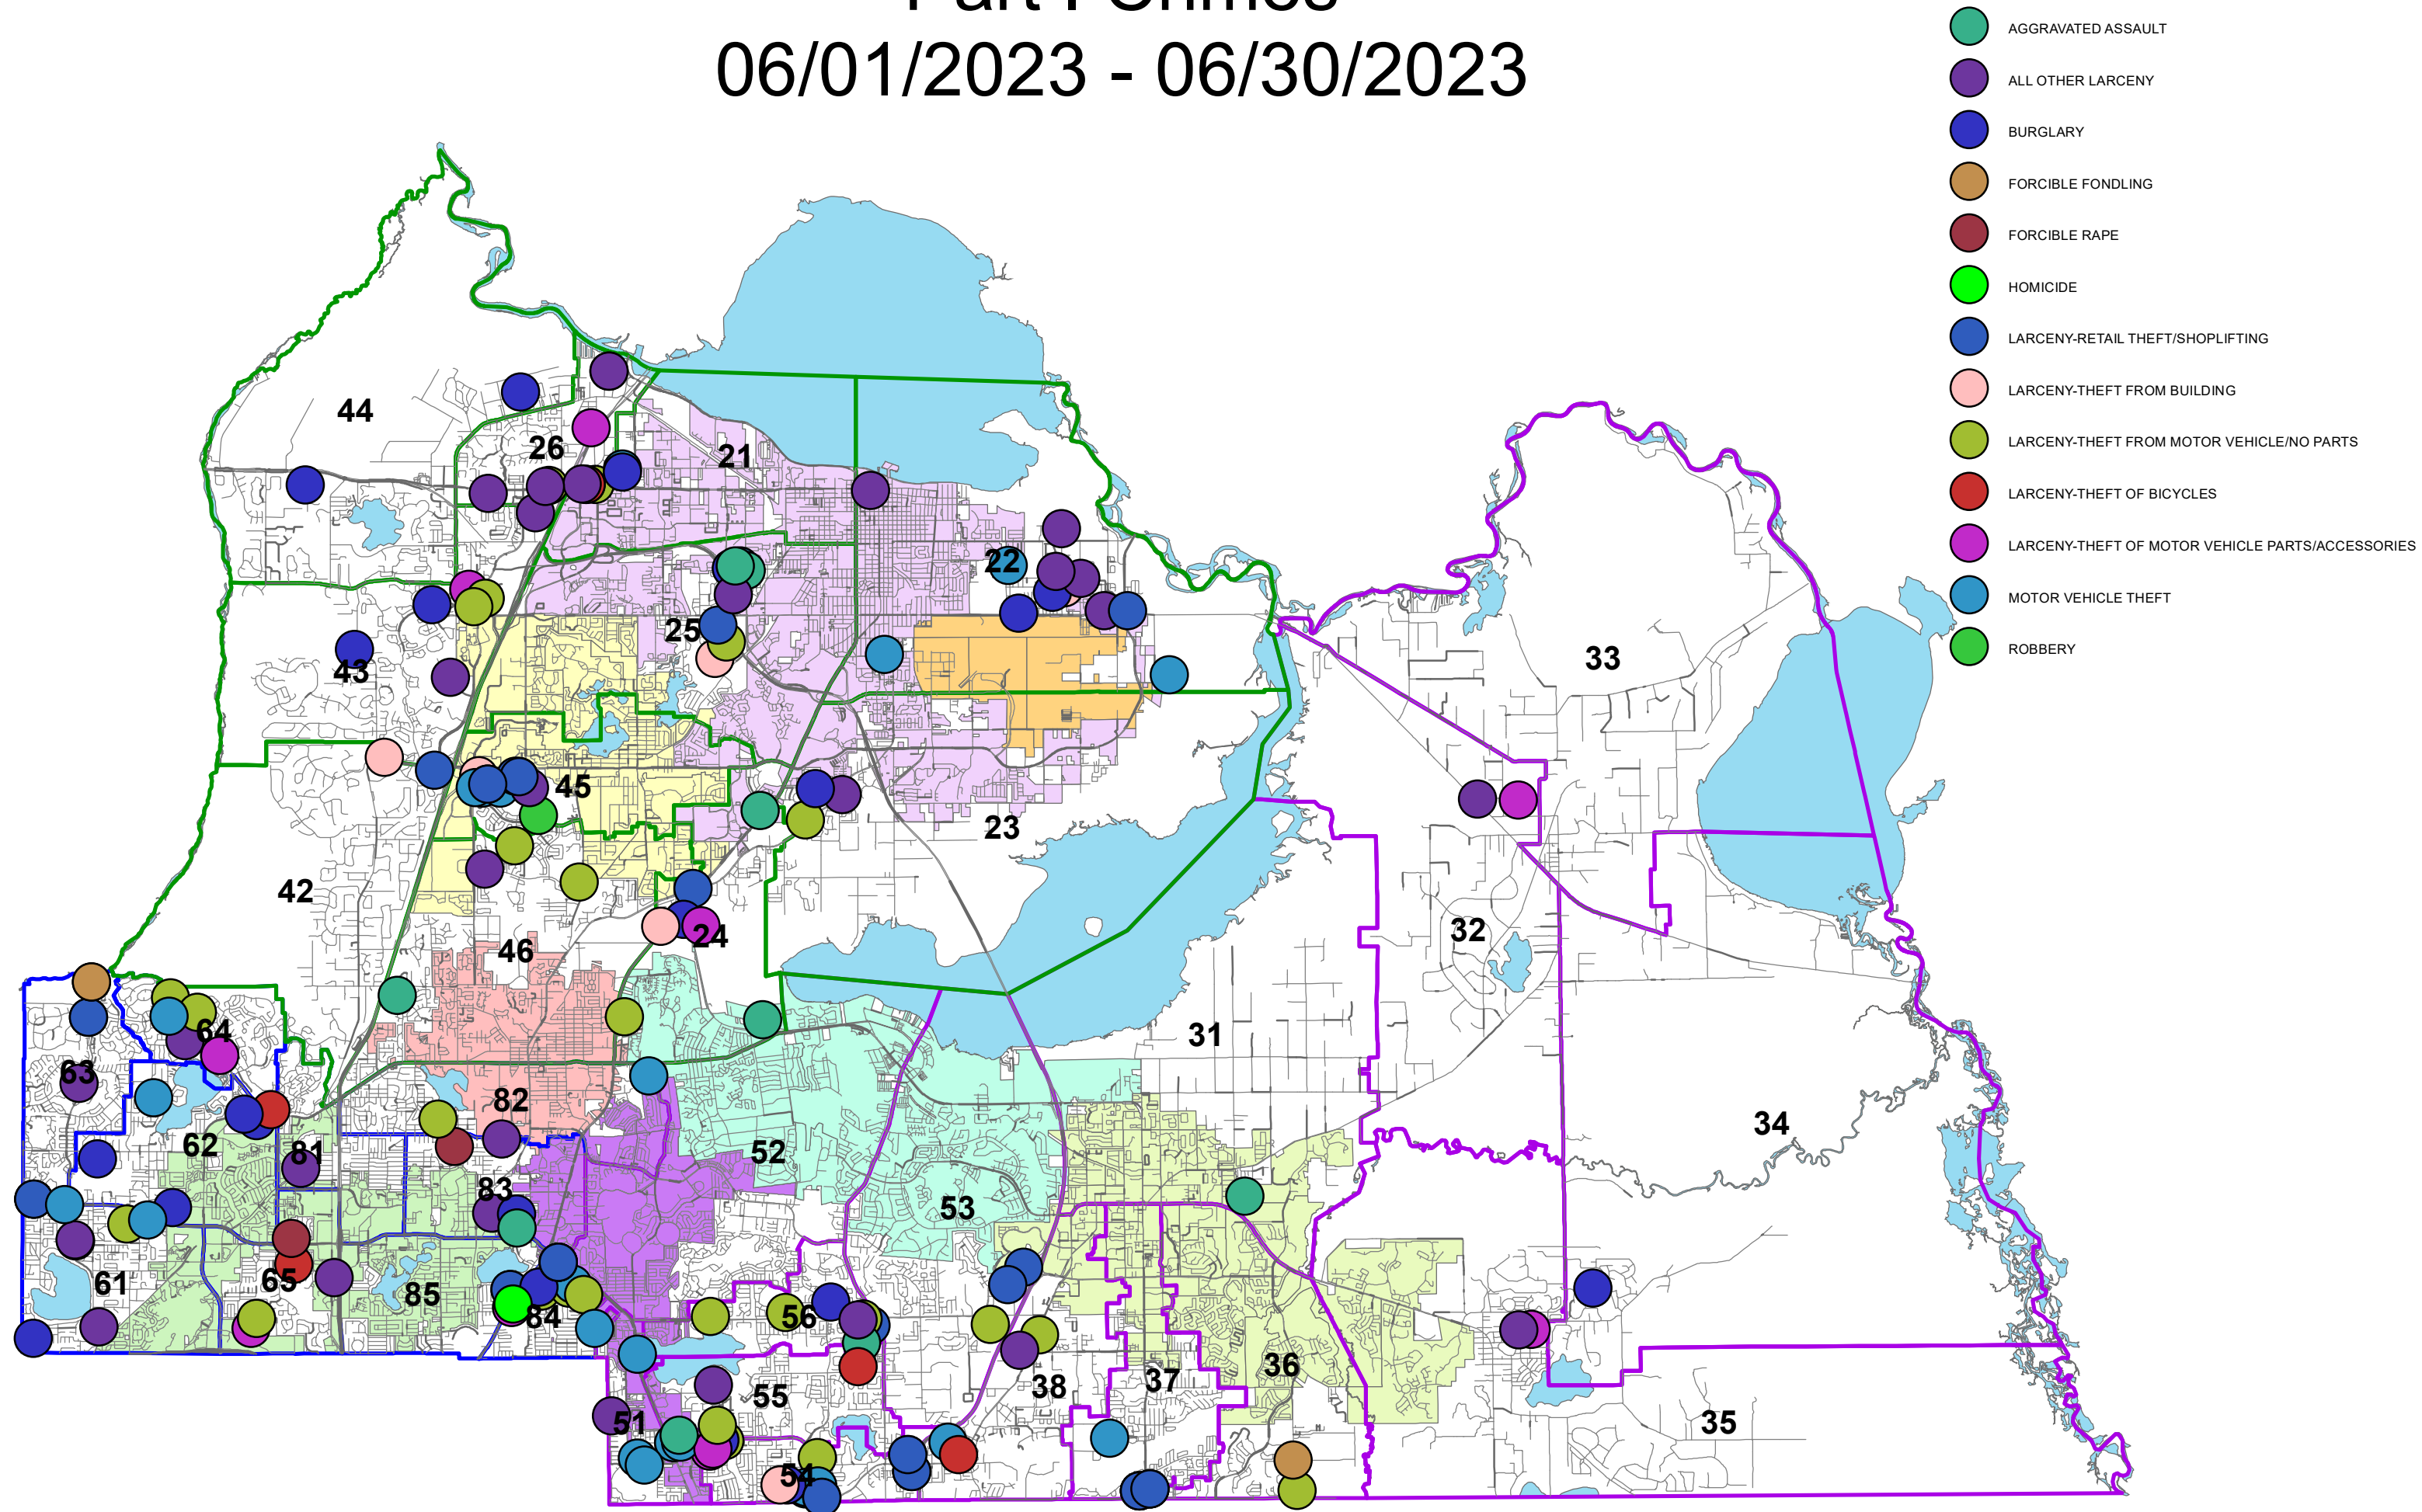 Part I Crimes
06/01/2023 - 06/30/2023
AGGRAVATED ASSAULT
ALL OTHER LARCENY
BURGLARY
FORCIBLE FONDLING
FORCIBLE RAPE
HOMICIDE
LARCENY-RETAIL THEFT/SHOPLIFTING
LARCENY-THEFT FROM BUILDING
LARCENY-THEFT FROM MOTOR VEHICLE/NO PARTS
LARCENY-THEFT OF BICYCLES
LARCENY-THEFT OF MOTOR VEHICLE PARTS/ACCESSORIES
MOTOR VEHICLE THEFT
ROBBERY
44
26
21
22
25
43
33
45
23
42
32
24
46
31
64
63
82
34
62
81
52
83
53
61
65
85
84
56
36
37
38
55
51
35
54